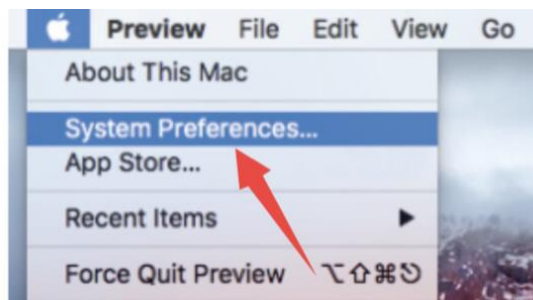 Preview File Edit View Go
About This Mac
System Preferences...
App Store...
Recent Items
Force Quit Preview ⌥⇧⌘⎋